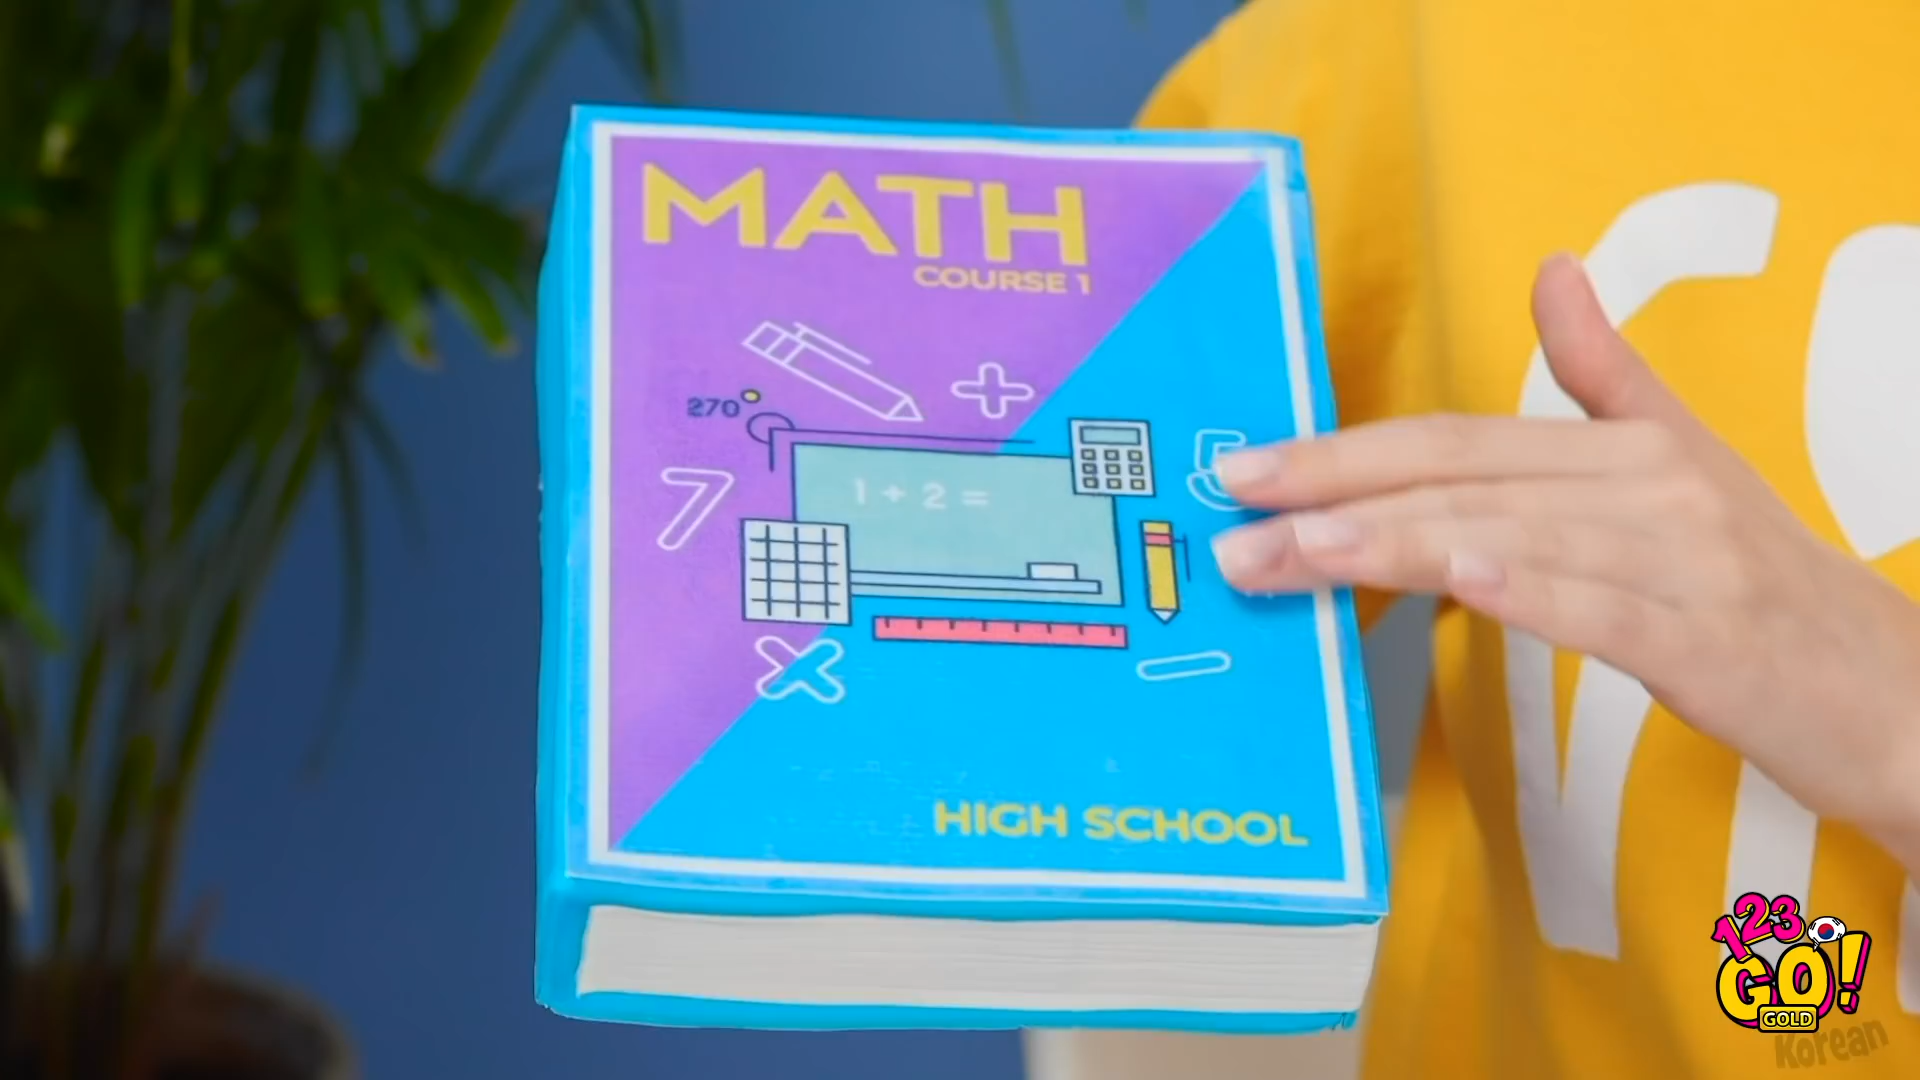 MATH
COURSE 1
270°
7
5
1 + 2 =
HIGH SCHOOL
123
GO!
GOLD
Korean